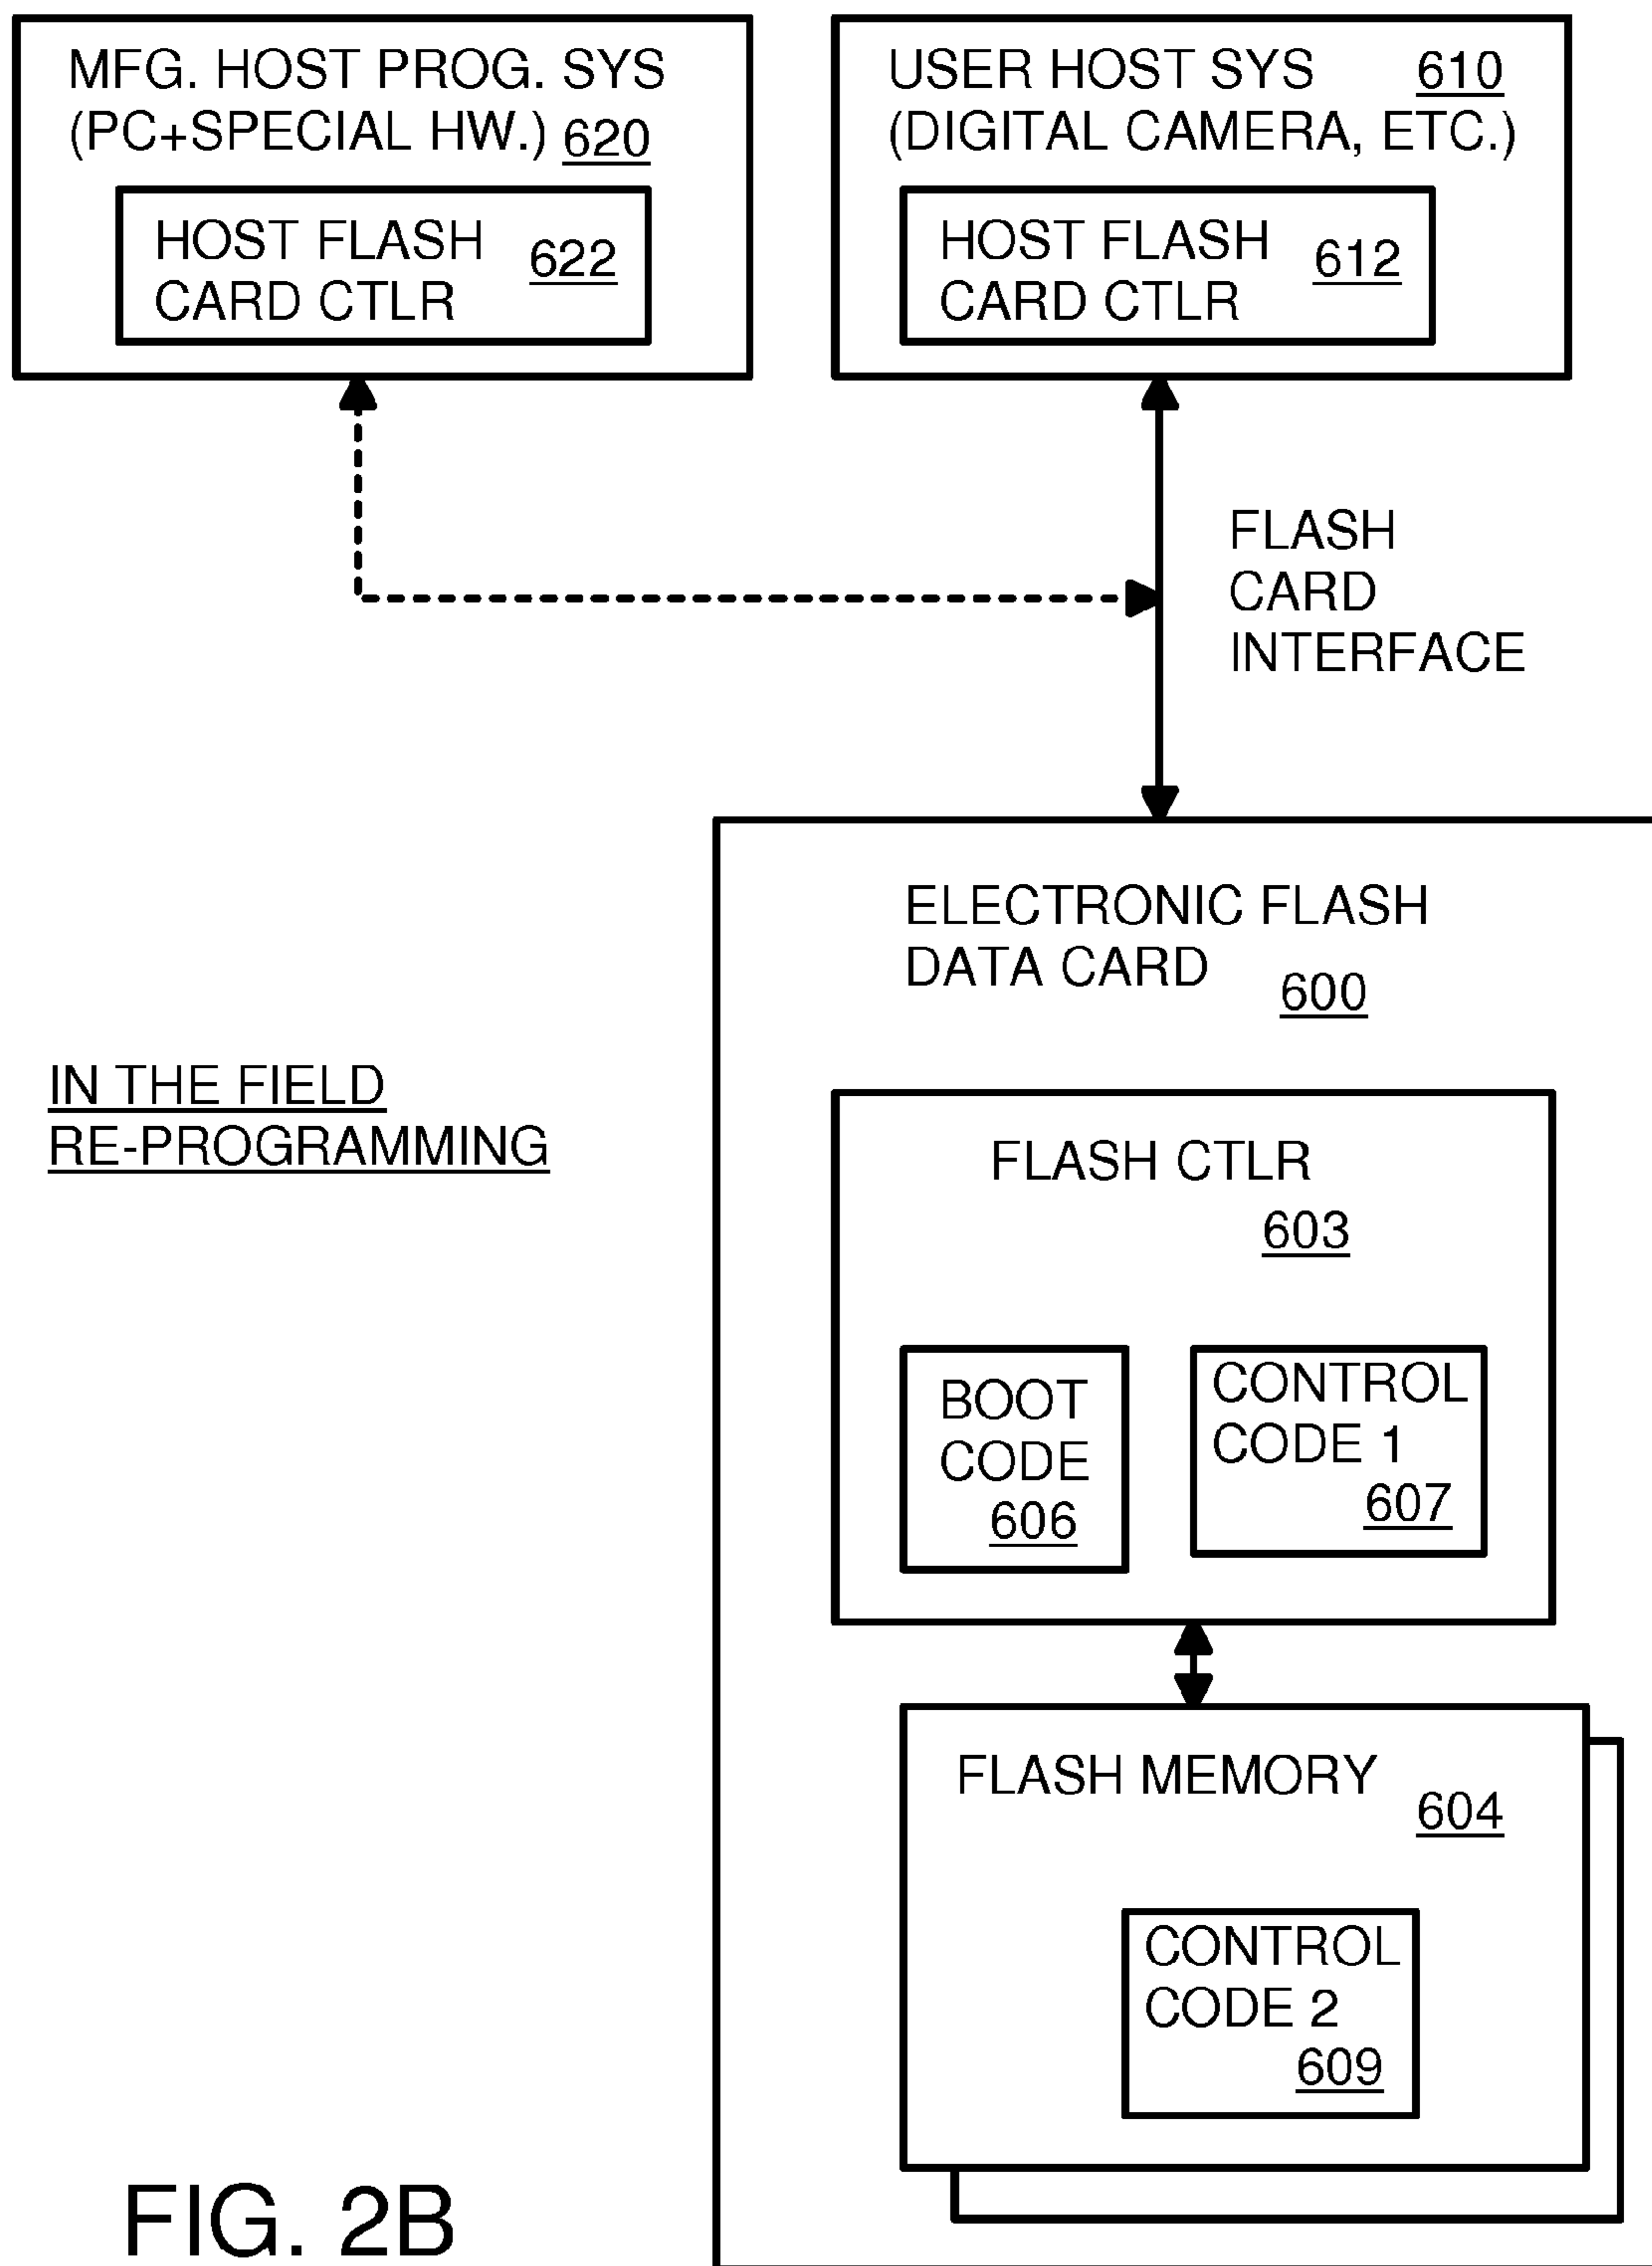 MFG. HOST PROG. SYS
(PC+SPECIAL HW.) 620
HOST FLASH 622
CARD CTLR
USER HOST SYS 610
(DIGITAL CAMERA, ETC.)
HOST FLASH 612
CARD CTLR
FLASH
CARD
INTERFACE
ELECTRONIC FLASH
DATA CARD 600
IN THE FIELD
RE-PROGRAMMING
FLASH CTLR
603
BOOT
CODE
606
CONTROL
CODE 1
607
FLASH MEMORY 604
CONTROL
CODE 2
609
FIG. 2B